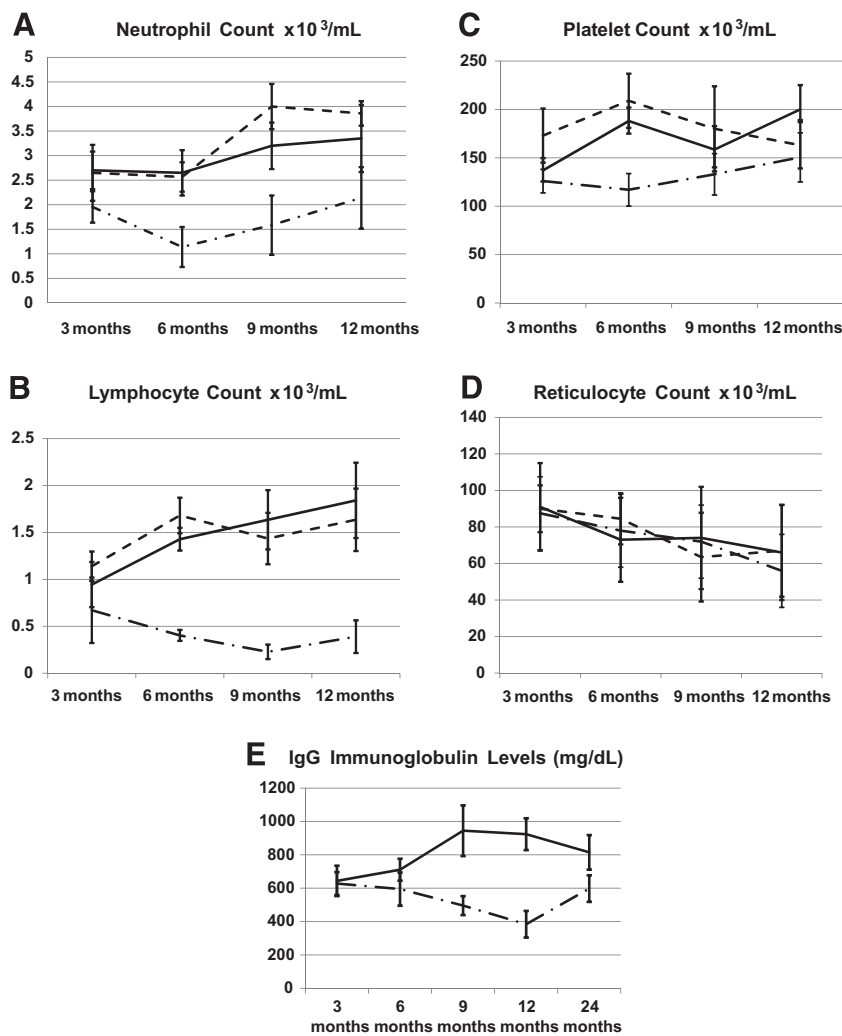 A
Neutrophil Count x10³/mL
5
4.5
4
3.5
3
2.5
2
1.5
1
0.5
0
3 months 6 months 9 months 12 months
C
Platelet Count x10³/mL
250
200
150
100
50
0
3 months 6 months 9 months 12 months
B
Lymphocyte Count x10³/mL
2.5
2
1.5
1
0.5
0
3 months 6 months 9 months 12 months
D
Reticulocyte Count x10³/mL
140
120
100
80
60
40
20
0
3 months 6 months 9 months 12 months
E
IgG Immunoglobulin Levels (mg/dL)
1200
1000
800
600
400
200
0
3 6 9 12 24
months months months months months